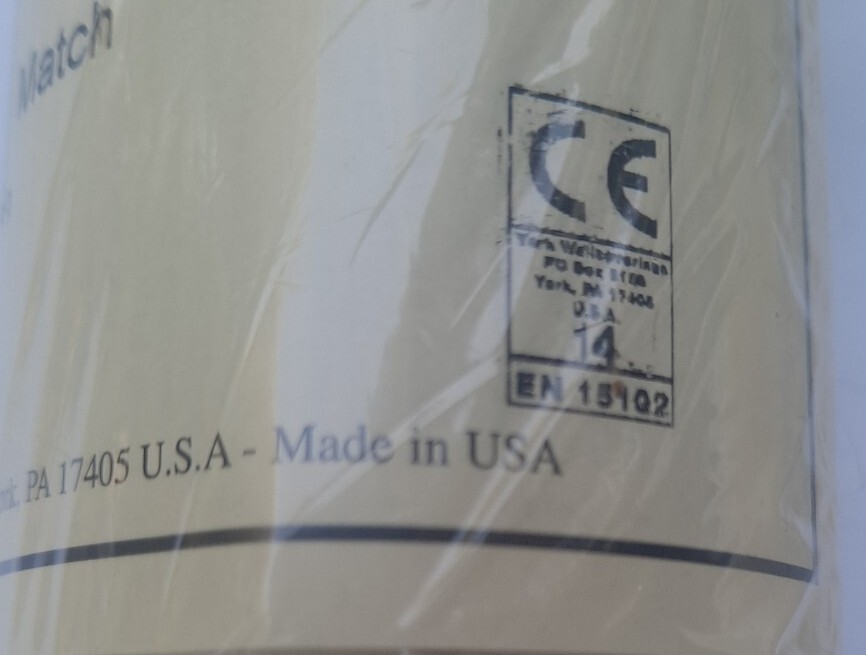 Match
CE
York Wallcoverings
PO Box
York, PA 17405
U.S.A.
14
EN 15102
PA 17405 U.S.A - Made in USA